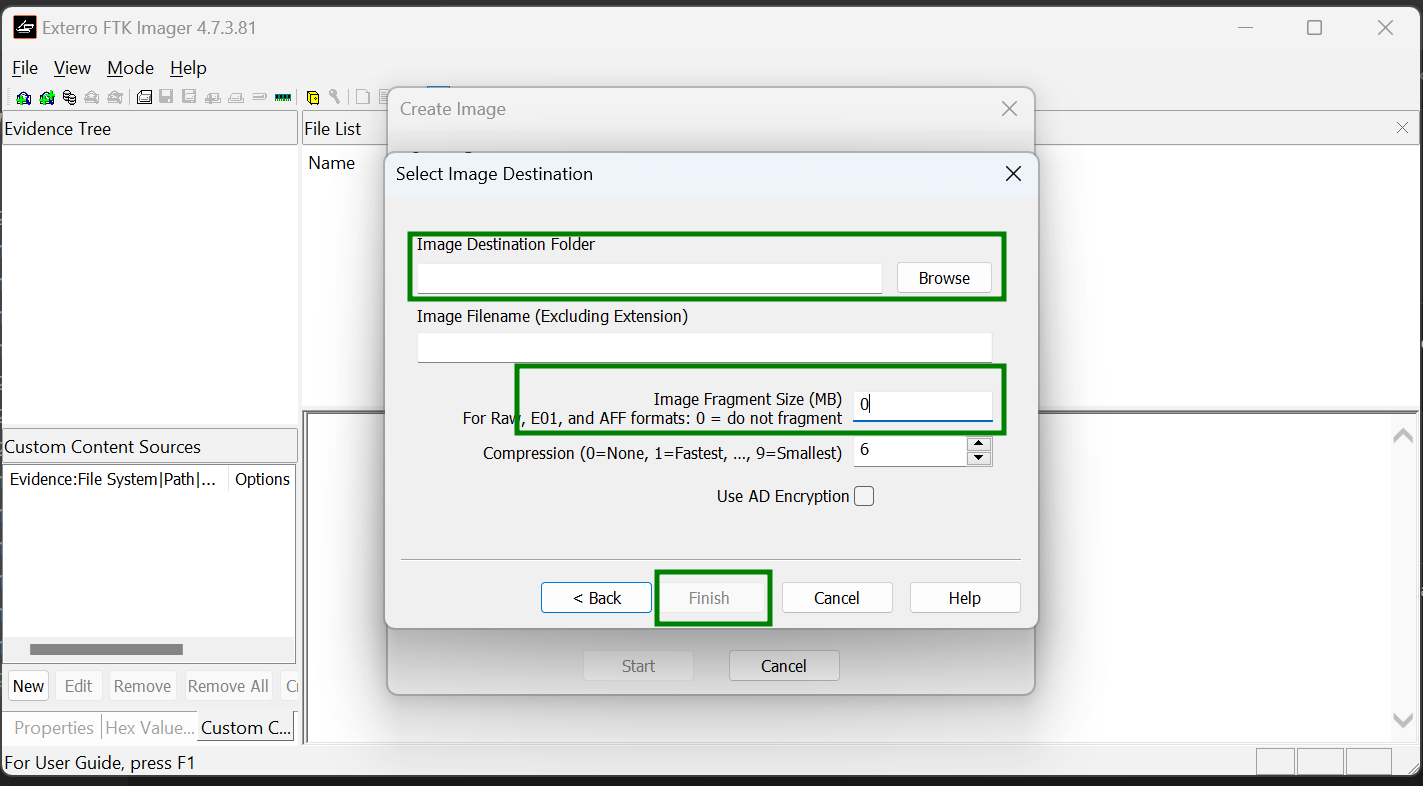 Exterro FTK Imager 4.7.3.81
File View Mode Help
Evidence Tree
File List
Name
Create Image
Select Image Destination
Image Destination Folder
Browse
Image Filename (Excluding Extension)
Image Fragment Size (MB)
For Raw, E01, and AFF formats: 0 = do not fragment
0
Compression (0=None, 1=Fastest, ..., 9=Smallest)
6
Use AD Encryption
< Back Finish Cancel Help
Start Cancel
Custom Content Sources
Evidence:File System|Path|... Options
New Edit Remove Remove All
Properties Hex Value... Custom C...
For User Guide, press F1